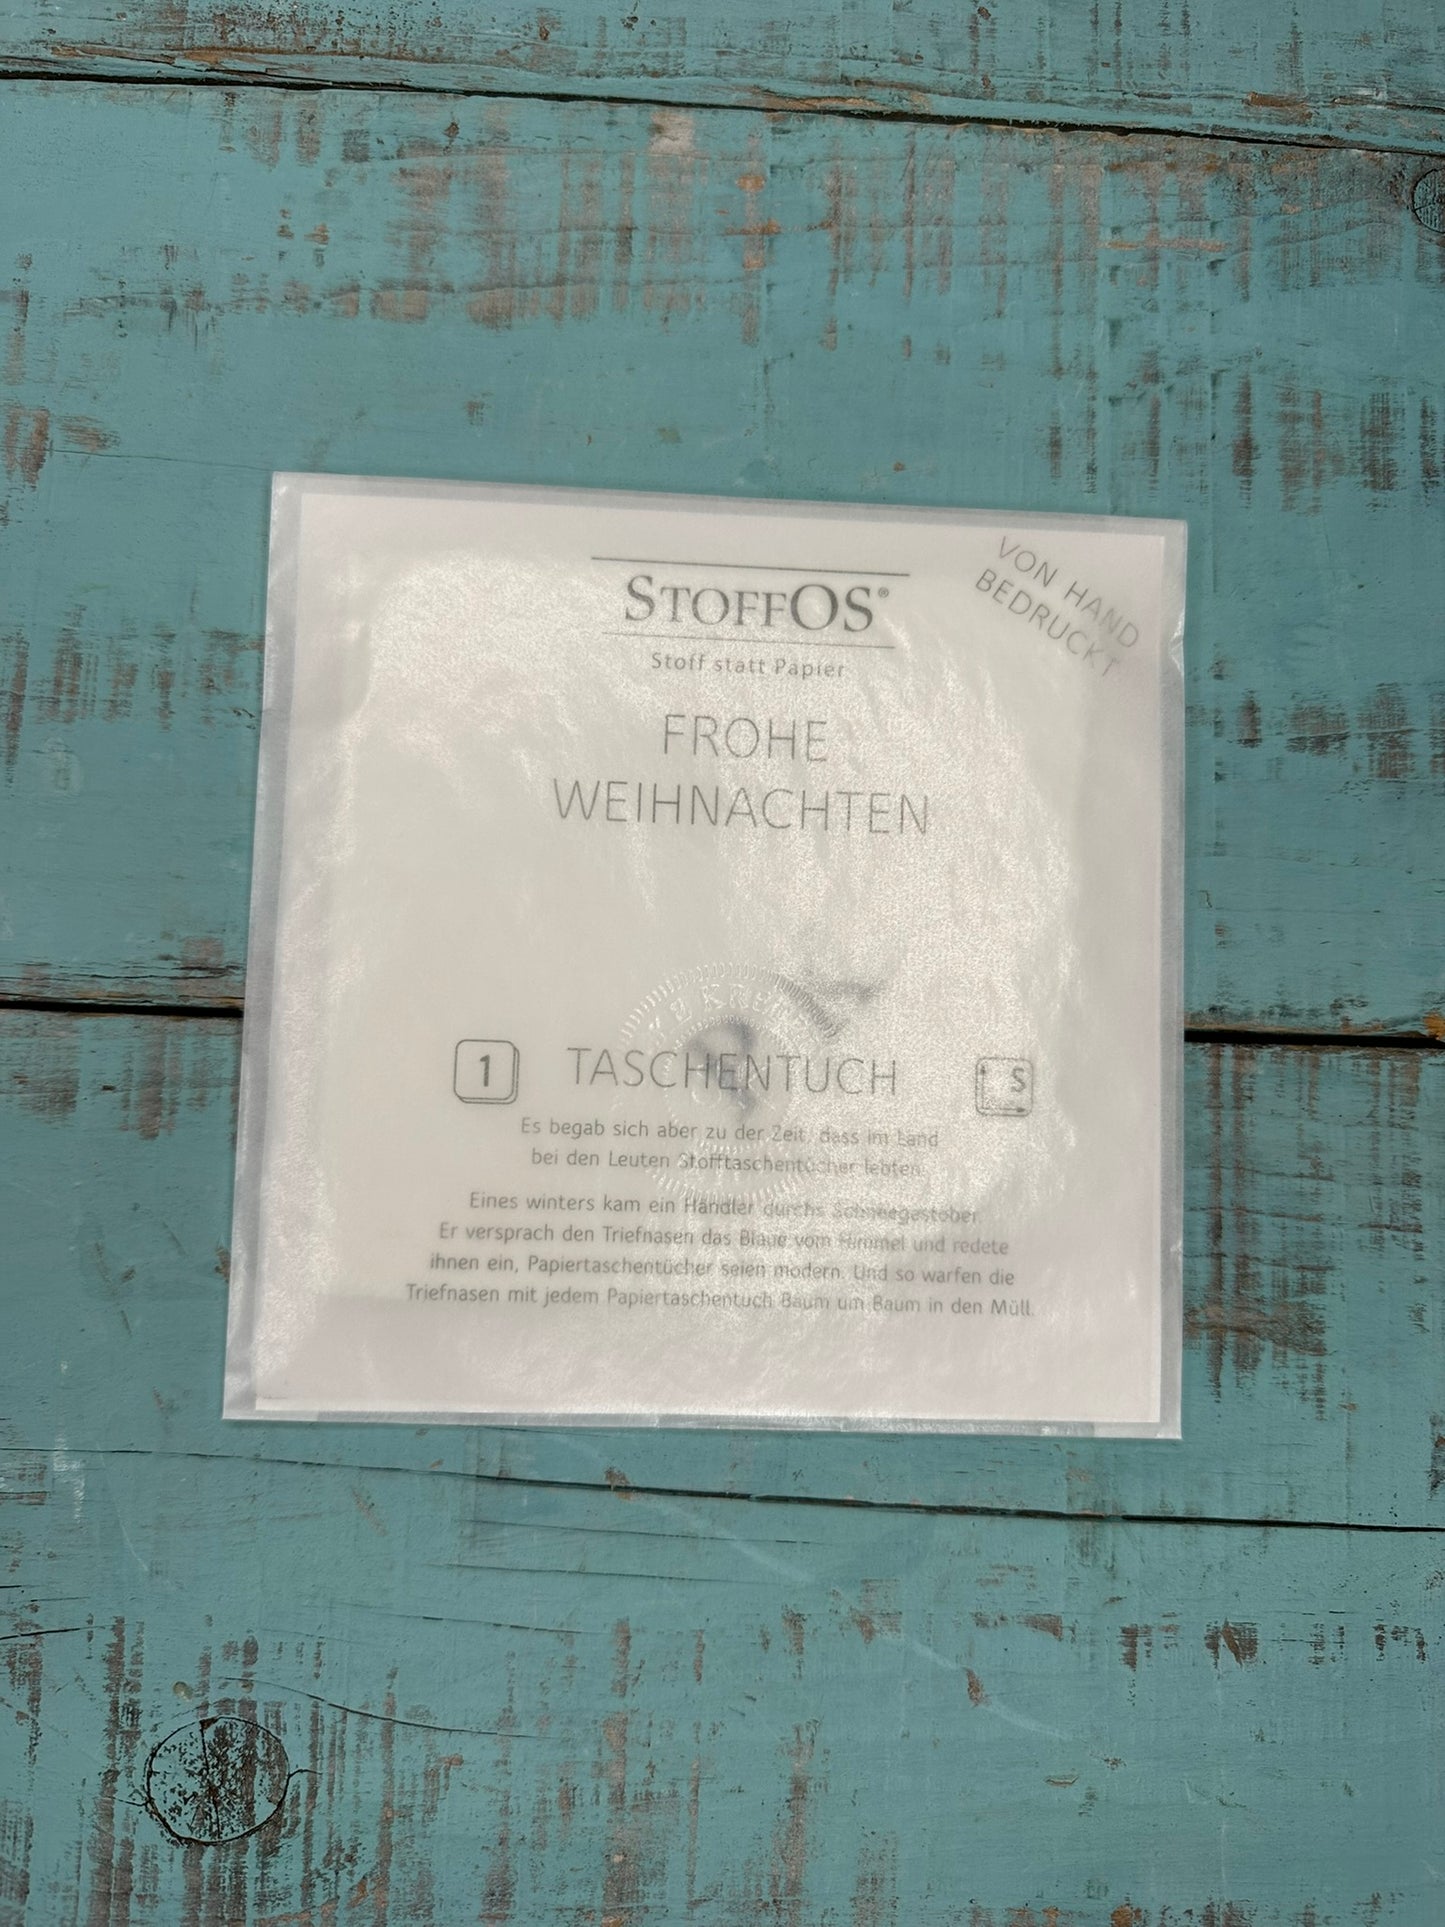 STOFFOS®
Stoff statt Papier
VON HAND
BEDRUCKT
FROHE
WEIHNACHTEN
1 TASCHENTUCH S
Es begab sich aber zu der Zeit, dass im Land
bei den Leuten Stofftaschentücher lebten.
Eines winters kam ein Händler durchs Schneegestöber.
Er versprach den Triefnasen das Blaue vom Himmel und redete
ihnen ein, Papiertaschentücher seien modern. Und so warfen die
Triefnasen mit jedem Papiertaschentuch Baum um Baum in den Müll.